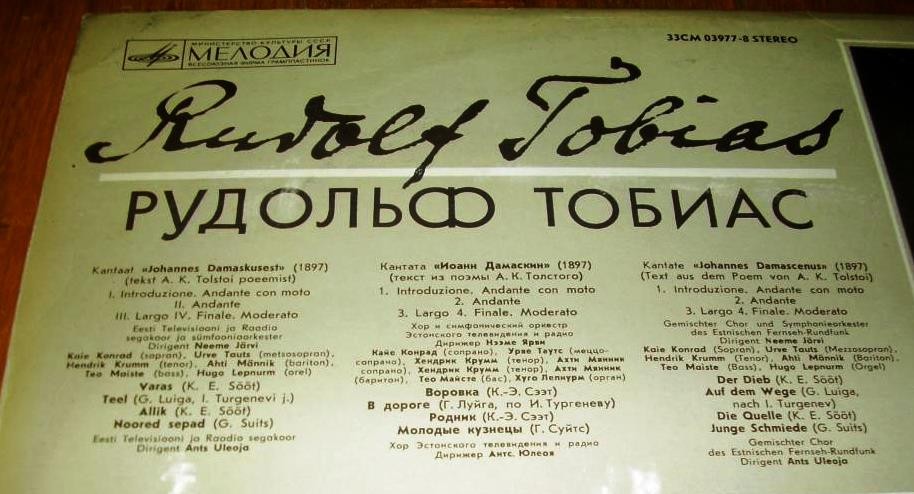 МИНИСТЕРСТВО КУЛЬТУРЫ СССР
МЕЛОДИЯ
ВСЕСОЮЗНАЯ ФИРМА ГРАМПЛАСТИНОК
33СМ 03977-8 STEREO
Rudolf Tobias
РУДОЛЬФ ТОБИАС
Kantaat «Johannes Damaskusest» (1897)
(tekst A. K. Tolstoi poeemist)
I. Introduzione. Andante con moto
II. Andante
III. Largo IV. Finale. Moderato
Eesti Televisiooni ja Raadio
segakoor ja sümfooniaorkester
Dirigent Neeme Järvi
Kaie Konrad (sopran), Urve Tauts (metsosopran),
Hendrik Krumm (tenor), Ahti Männik (bariton),
Teo Maiste (bass), Hugo Lepnurm (orel)
Varas (K. E. Sööt)
Teel (G. Luiga, I. Turgenevi j.)
Allik (K. E. Sööt)
Noored sepad (G. Suits)
Eesti Televisiooni ja Raadio segakoor
Dirigent Ants Uleoja
Кантата «Иоанн Дамаскин» (1897)
(текст из поэмы А. К. Толстого)
1. Introduzione. Andante con moto
2. Andante
3. Largo 4. Finale. Moderato
Хор и симфонический оркестр
Эстонского телевидения и радио
Дирижер Нээме Ярви
Кайе Конрад (сопрано), Урве Таутс (меццо-
сопрано), Хендрик Крумм (тенор), Ахти Мянник
(баритон), Тео Майсте (бас), Хуго Лепнурм (орган)
Воровка (К.-Э. Сээт)
В дороге (Г. Луйга, по И. Тургеневу)
Родник (К.-Э. Сээт)
Молодые кузнецы (Г. Суйтс)
Хор Эстонского телевидения и радио
Дирижер Антс. Юлеоя
Kantate «Johannes Damascenus» (1897)
(Text aus dem Poem von A. K. Tolstoi)
1. Introduzione. Andante con moto
2. Andante
3. Largo 4. Finale. Moderato
Gemischter Chor und Symphonieorkester
des Estnischen Fernseh-Rundfunk
Dirigent Neeme Järvi
Kaie Konrad (Sopran), Urve Tauts (Mezzosopran),
Hendrik Krumm (Tenor), Ahti Männik (Bariton),
Teo Maiste (Bass), Hugo Lepnurm (Orgel)
Der Dieb (K. E. Sööt)
Auf dem Wege (G. Luiga,
nach I. Turgenev)
Die Quelle (K. E. Sööt)
Junge Schmiede (G. Suits)
Gemischter Chor
des Estnischen Fernseh-Rundfunk
Dirigent Ants Uleoja